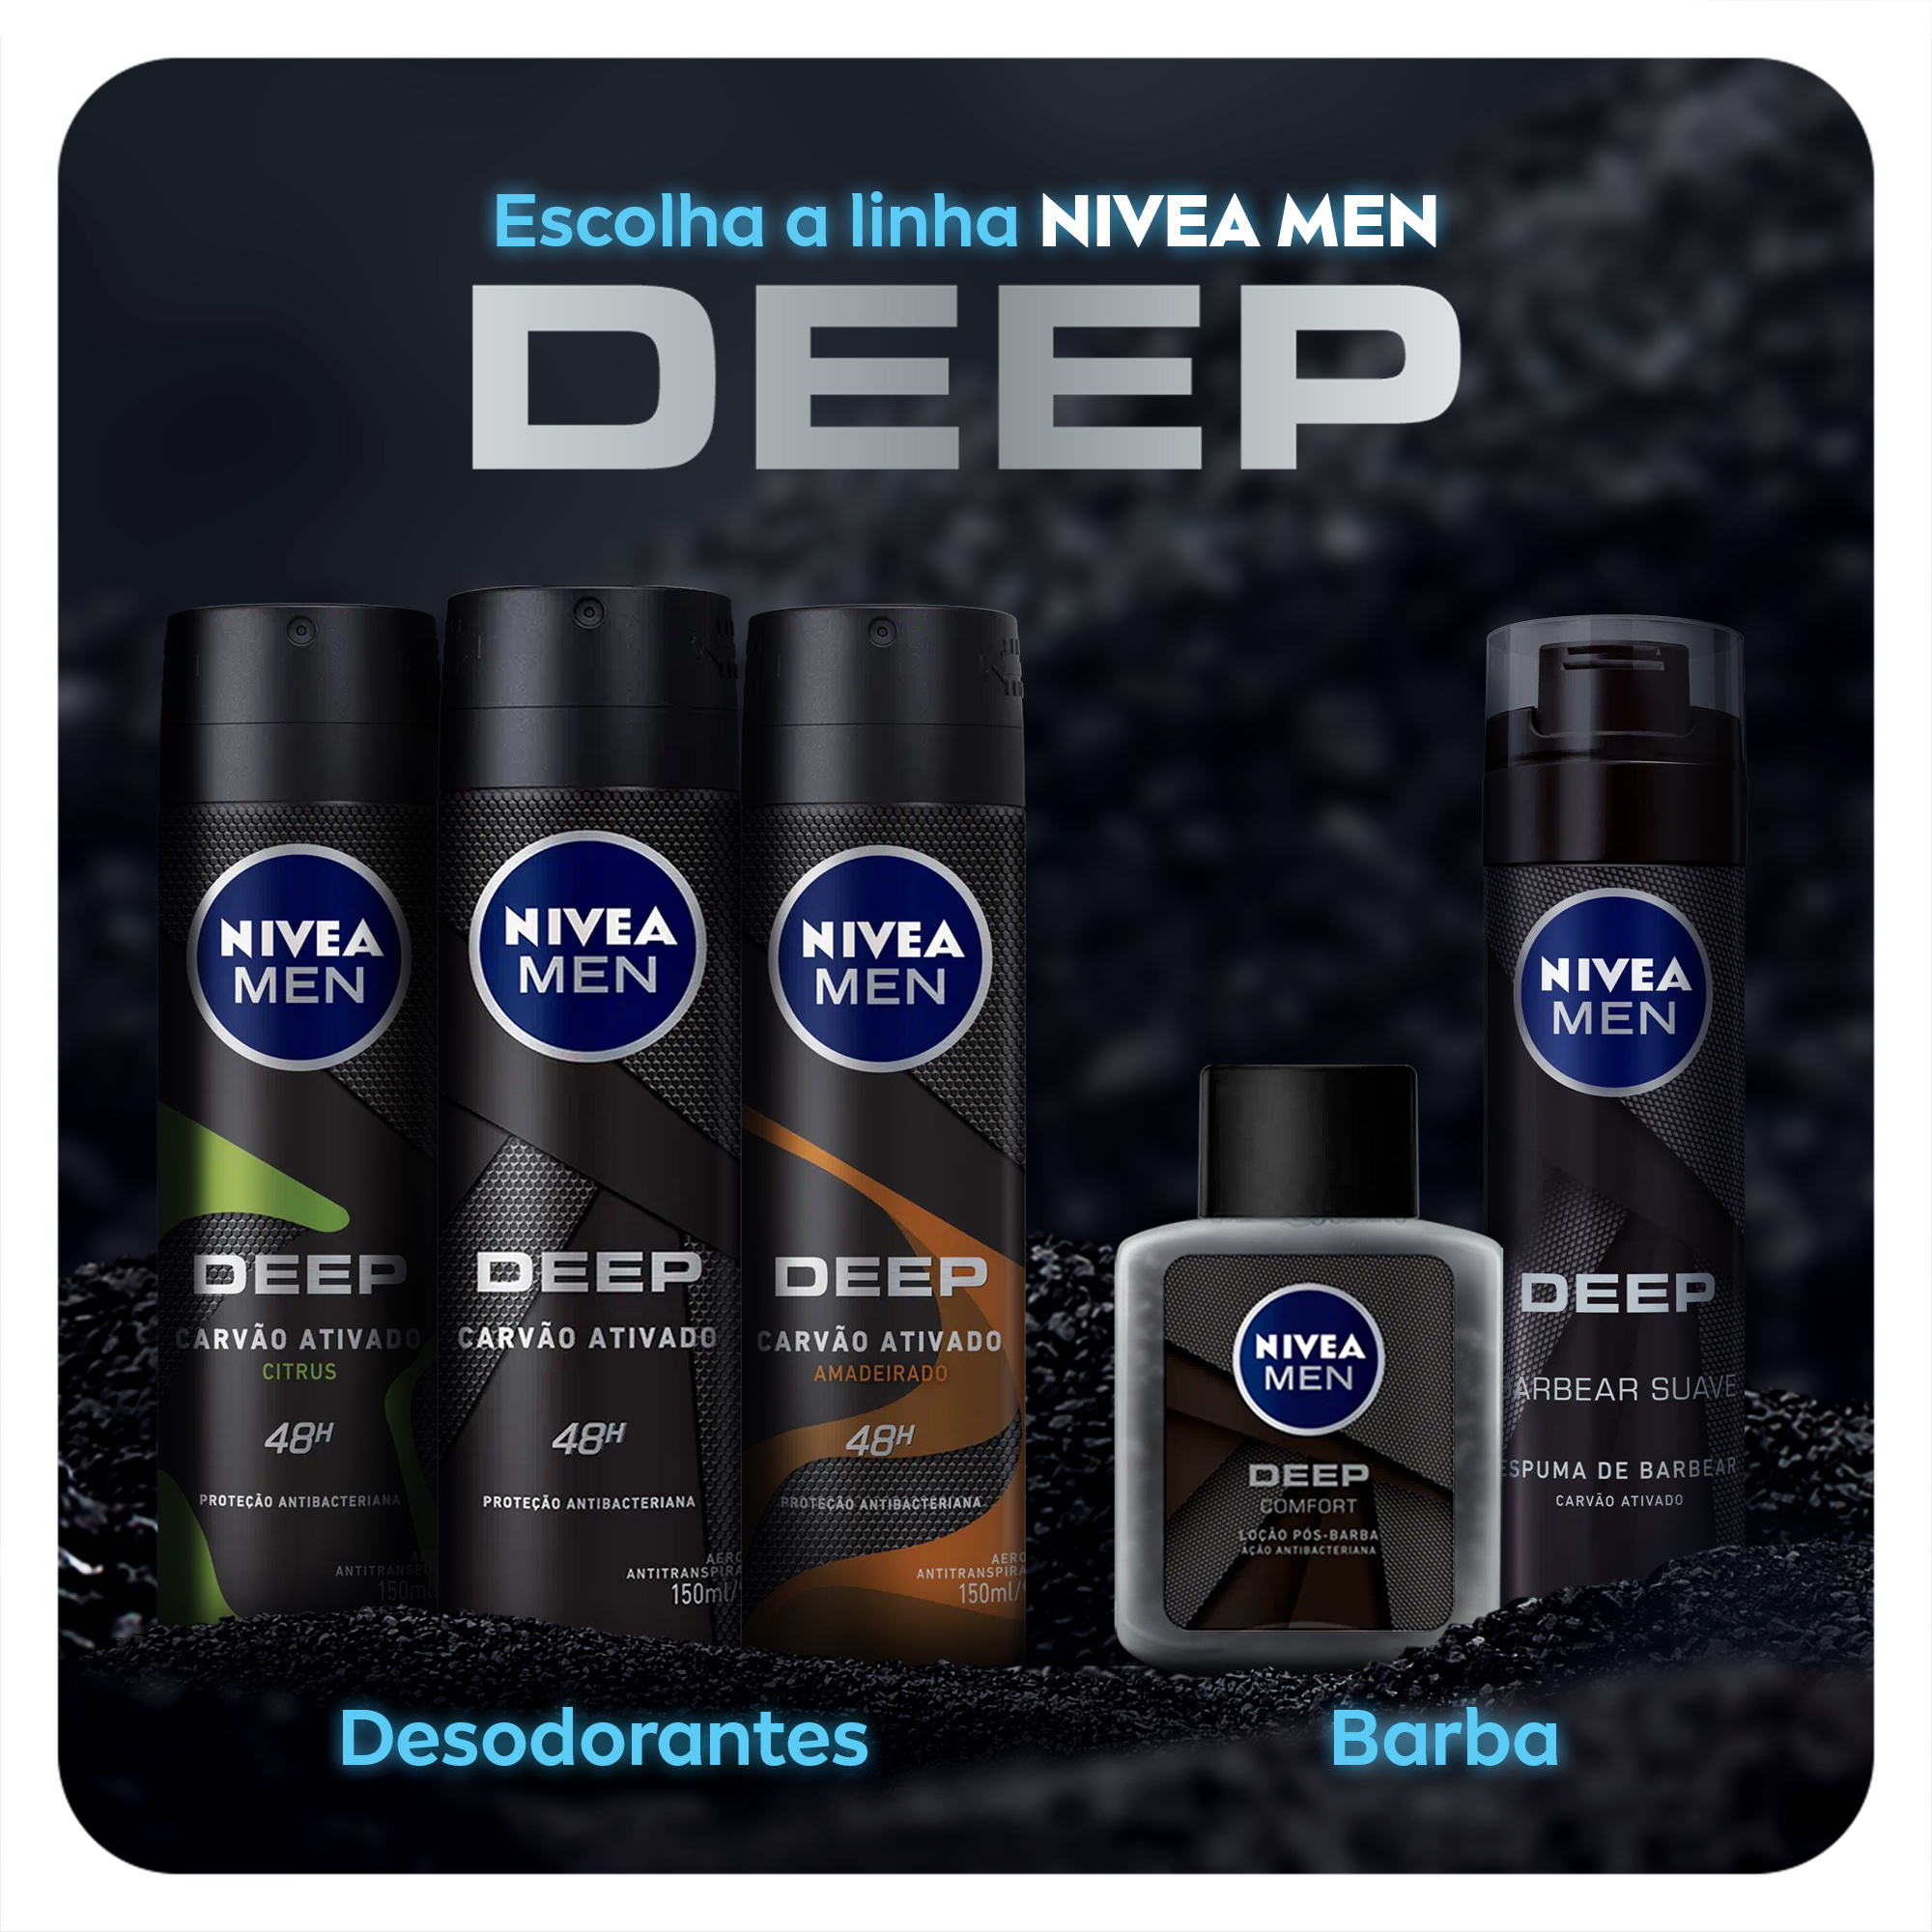 Escolha a linha NIVEA MEN
DEEP
NIVEA
MEN
DEEP
CARVÃO ATIVADO
CITRUS
48H
PROTEÇÃO ANTIBACTERIANA
150ml
NIVEA
MEN
DEEP
CARVÃO ATIVADO
48H
PROTEÇÃO ANTIBACTERIANA
AERO
ANTITRANSPIRA
150ml/
NIVEA
MEN
DEEP
CARVÃO ATIVADO
AMADEIRADO
48H
PROTEÇÃO ANTIBACTERIANA
AERO
ANTITRANSPIRA
150ml/
NIVEA
MEN
DEEP
COMFORT
LOÇÃO PÓS-BARBA
AÇÃO ANTIBACTERIANA
NIVEA
MEN
DEEP
ARBEAR SUAVE
SPUMA DE BARBEAR
CARVÃO ATIVADO
Desodorantes
Barba